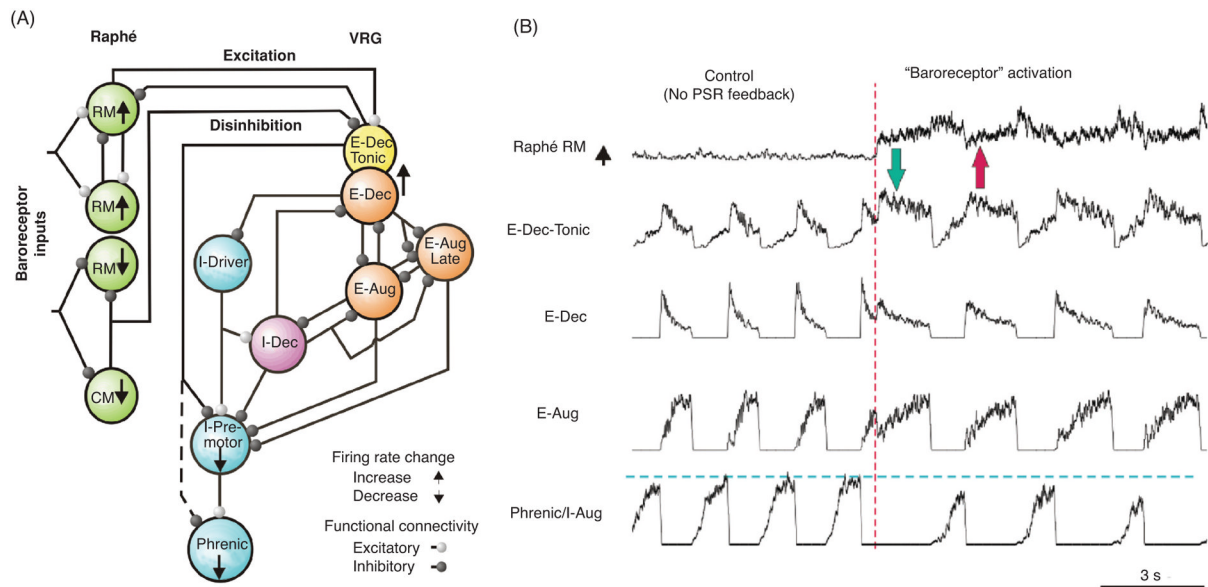 (A)
Raphé
VRG
Excitation
RM
Disinhibition
E-Dec
Tonic
E-Dec
RM
Baroreceptor
inputs
RM
I-Driver
E-Aug
Late
E-Aug
I-Dec
CM
I-Pre-
motor
Phrenic
Firing rate change
Increase
Decrease
Functional connectivity
Excitatory
Inhibitory
(B)
Control
(No PSR feedback)
“Baroreceptor” activation
Raphé RM
E-Dec-Tonic
E-Dec
E-Aug
Phrenic/I-Aug
3 s